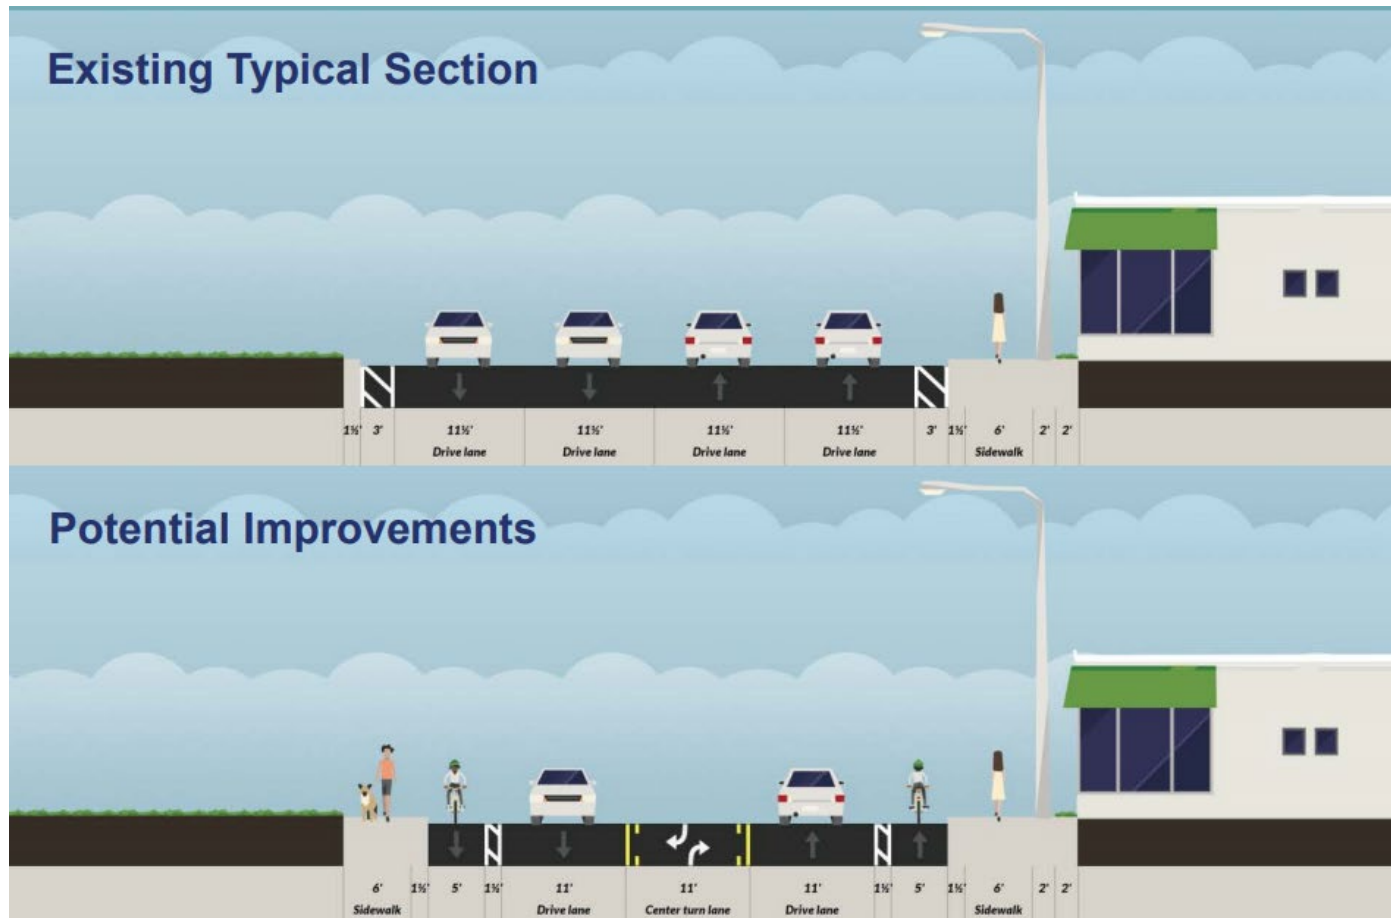 Existing Typical Section
1½' 3' 11½' 11½' 11½' 11½' 3' 1½' 6' 2' 2'
Drive lane Drive lane Drive lane Drive lane Sidewalk
Potential Improvements
6' 1½' 5' 1½' 11' 11' 11' 1½' 5' 1½' 6' 2' 2'
Sidewalk Drive lane Center turn lane Drive lane Sidewalk